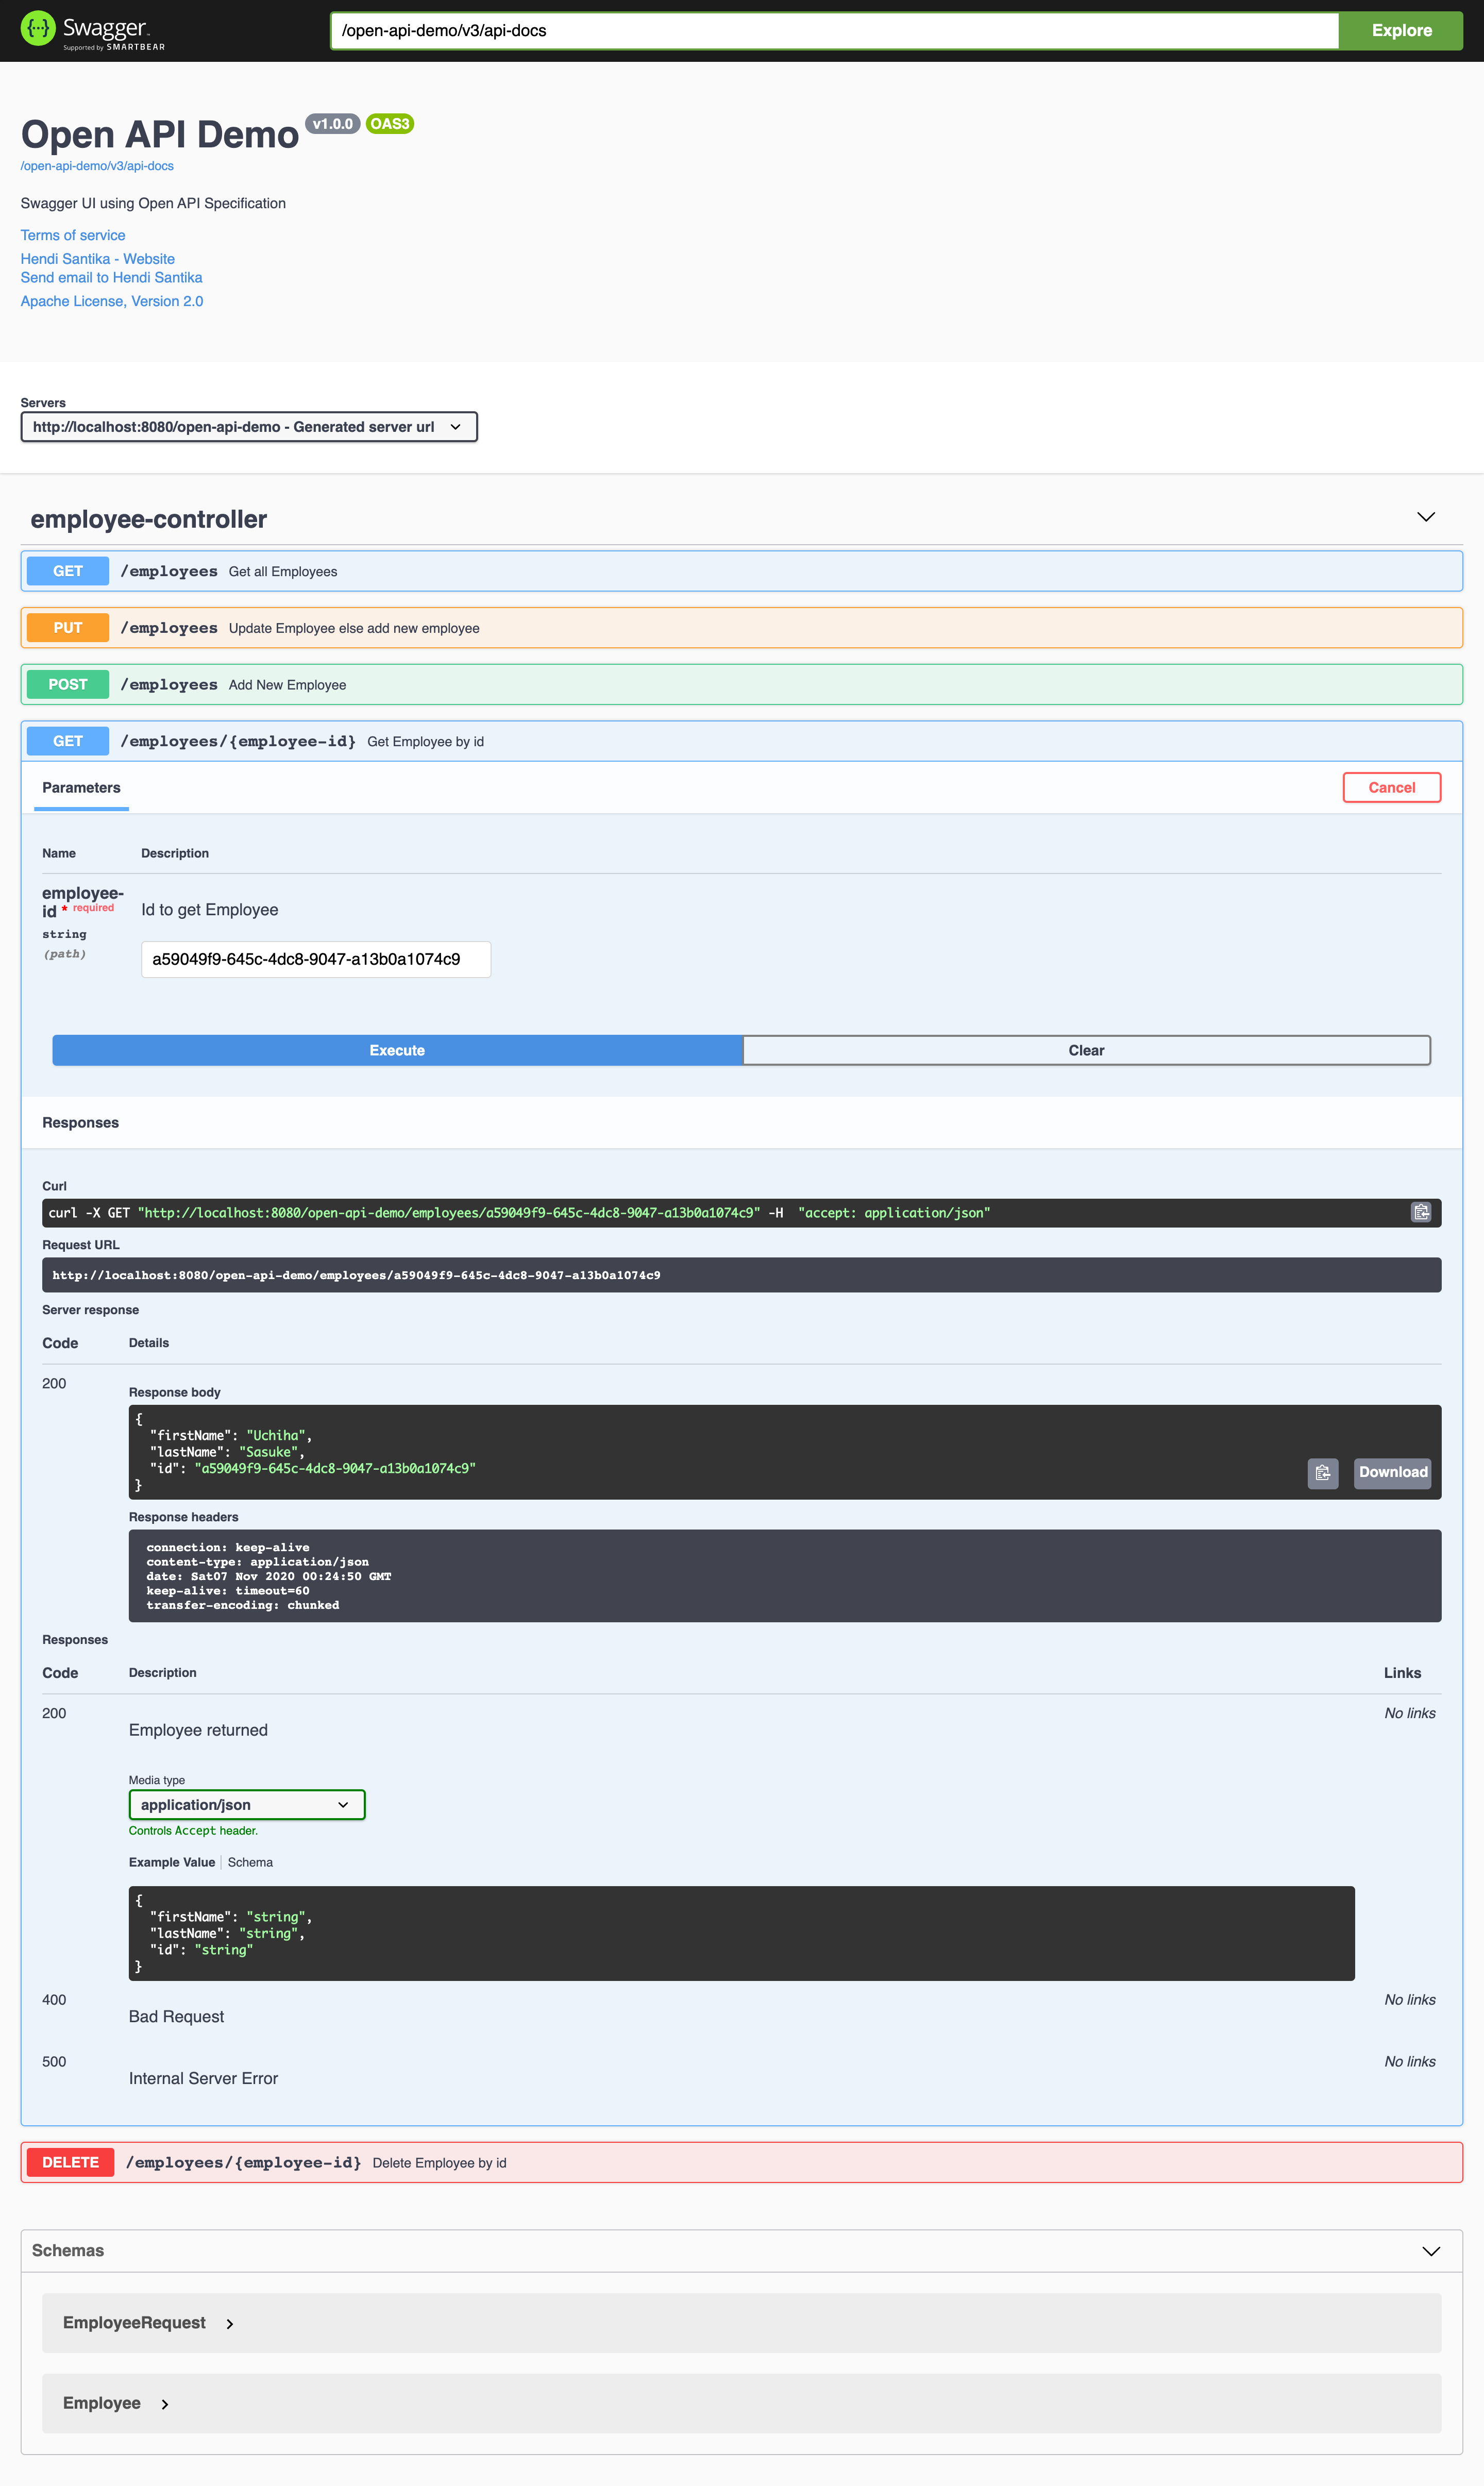 Swagger
Supported by SMARTBEAR
/open-api-demo/v3/api-docs
Explore
Open API Demo v1.0.0 OAS3
/open-api-demo/v3/api-docs
Swagger UI using Open API Specification
Terms of service
Hendi Santika - Website
Send email to Hendi Santika
Apache License, Version 2.0
Servers
http://localhost:8080/open-api-demo - Generated server url
employee-controller
GET /employees Get all Employees
PUT /employees Update Employee else add new employee
POST /employees Add New Employee
GET /employees/{employee-id} Get Employee by id
Parameters
Cancel
Name Description
employee-
id * required
string
(path)
Id to get Employee
a59049f9-645c-4dc8-9047-a13b0a1074c9
Execute
Clear
Responses
Curl
curl -X GET "http://localhost:8080/open-api-demo/employees/a59049f9-645c-4dc8-9047-a13b0a1074c9" -H  "accept: application/json"
Request URL
http://localhost:8080/open-api-demo/employees/a59049f9-645c-4dc8-9047-a13b0a1074c9
Server response
Code Details
200
Response body
{
  "firstName": "Uchiha",
  "lastName": "Sasuke",
  "id": "a59049f9-645c-4dc8-9047-a13b0a1074c9"
}
Download
Response headers
connection: keep-alive
content-type: application/json
date: Sat07 Nov 2020 00:24:50 GMT
keep-alive: timeout=60
transfer-encoding: chunked
Responses
Code Description Links
200
Employee returned
No links
Media type
application/json
Controls Accept header.
Example Value Schema
{
  "firstName": "string",
  "lastName": "string",
  "id": "string"
}
400
Bad Request
No links
500
Internal Server Error
No links
DELETE /employees/{employee-id} Delete Employee by id
Schemas
EmployeeRequest
Employee